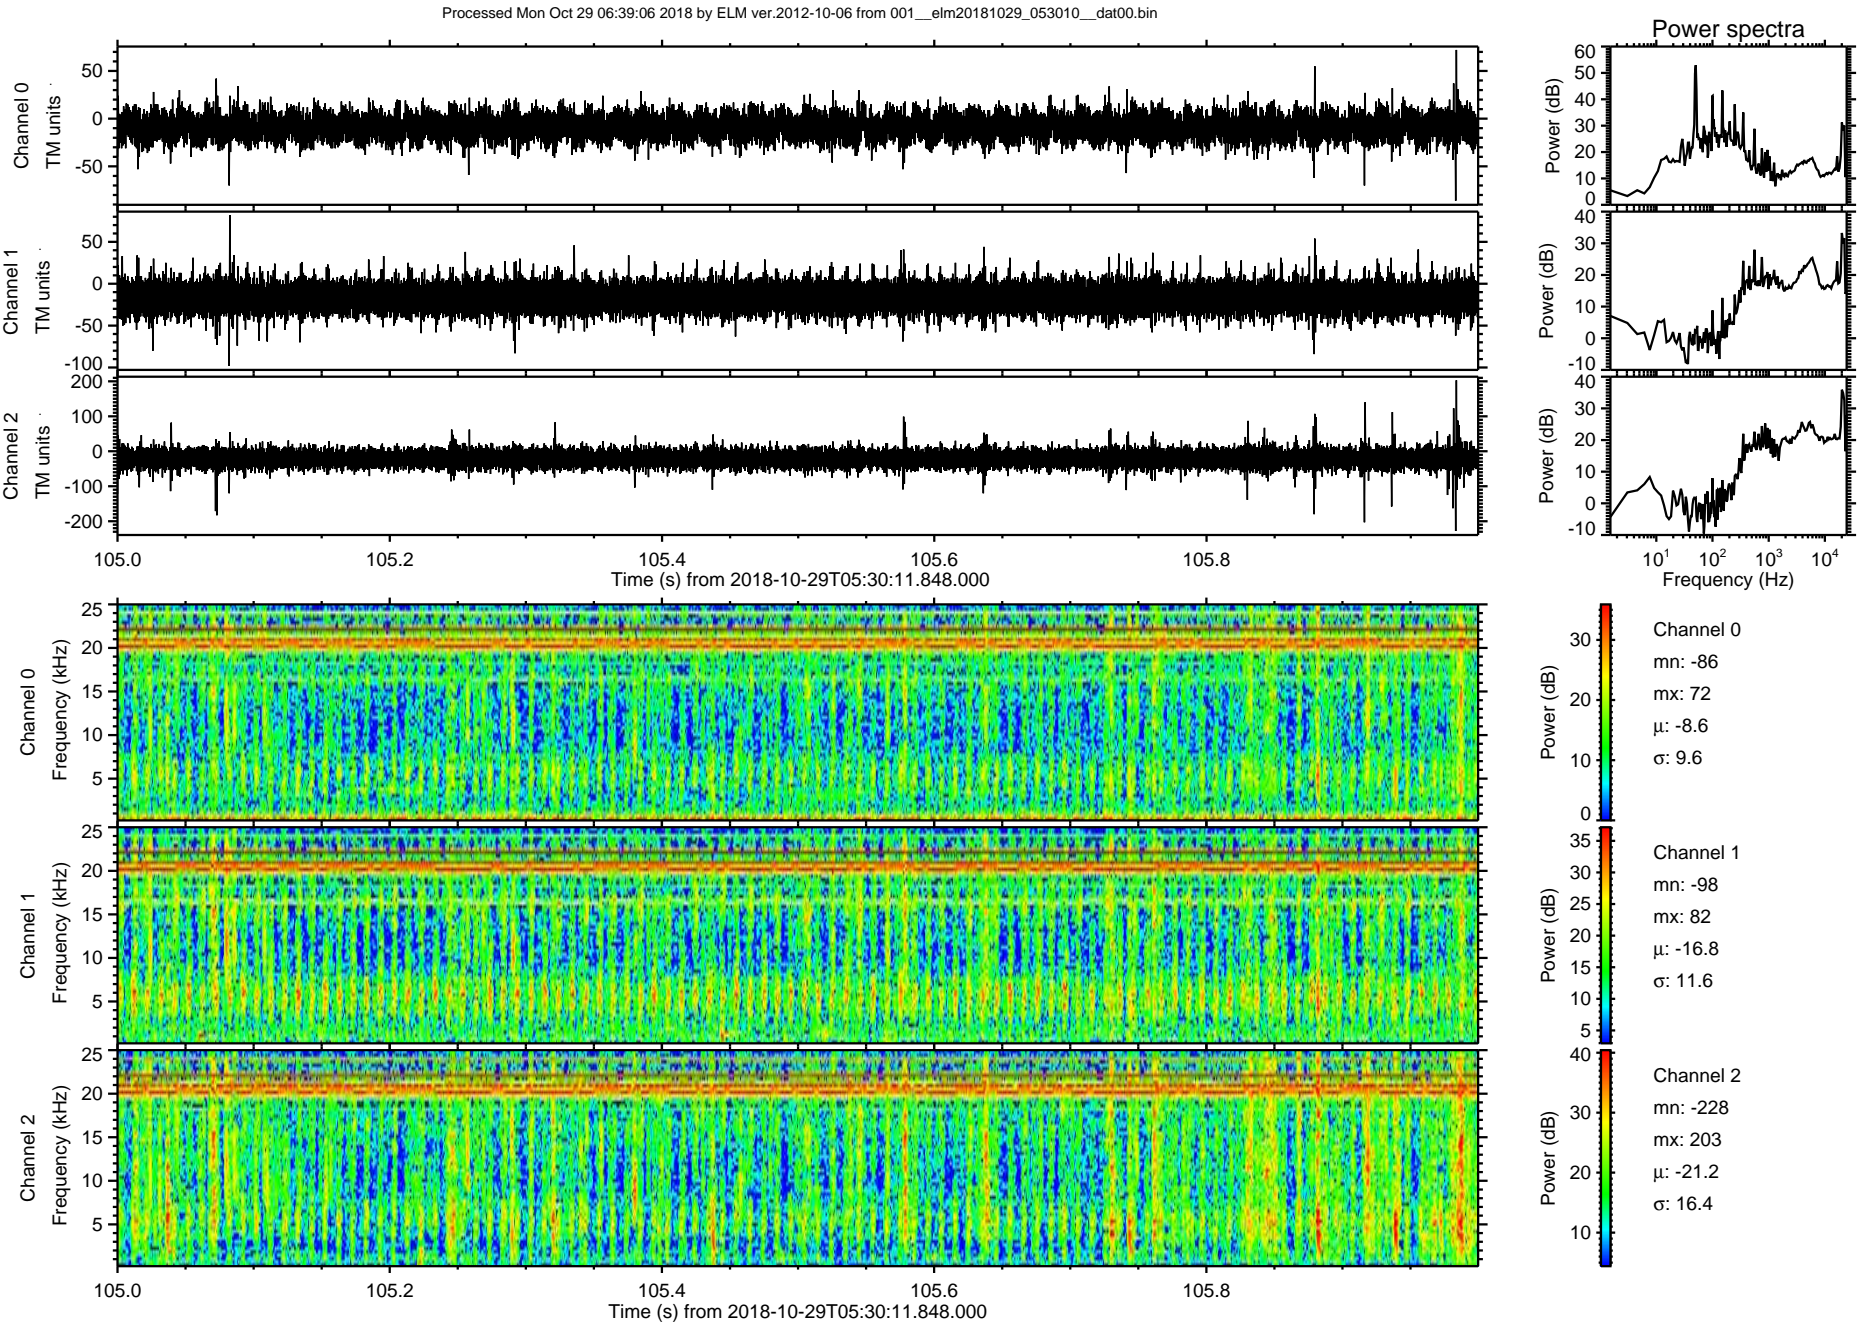 Processed Mon Oct 29 06:39:06 2018 by ELM ver.2012-10-06 from 001__elm20181029_053010__dat00.bin
Power spectra
Channel 0
TM units
50
0
-50
Power (dB)
60
50
40
30
20
10
0
Channel 1
TM units
50
0
-50
-100
Power (dB)
40
30
20
10
0
-10
Channel 2
TM units
200
100
0
-100
-200
Power (dB)
40
30
20
10
0
-10
105.0 105.2 105.4 105.6 105.8
Time (s) from 2018-10-29T05:30:11.848.000
10¹ 10² 10³ 10⁴
Frequency (Hz)
Channel 0
Frequency (kHz)
25
20
15
10
5
Power (dB)
30
20
10
0
Channel 0
mn: -86
mx: 72
μ: -8.6
σ: 9.6
Channel 1
Frequency (kHz)
25
20
15
10
5
Power (dB)
35
30
25
20
15
10
5
Channel 1
mn: -98
mx: 82
μ: -16.8
σ: 11.6
Channel 2
Frequency (kHz)
25
20
15
10
5
Power (dB)
40
30
20
10
Channel 2
mn: -228
mx: 203
μ: -21.2
σ: 16.4
105.0 105.2 105.4 105.6 105.8
Time (s) from 2018-10-29T05:30:11.848.000